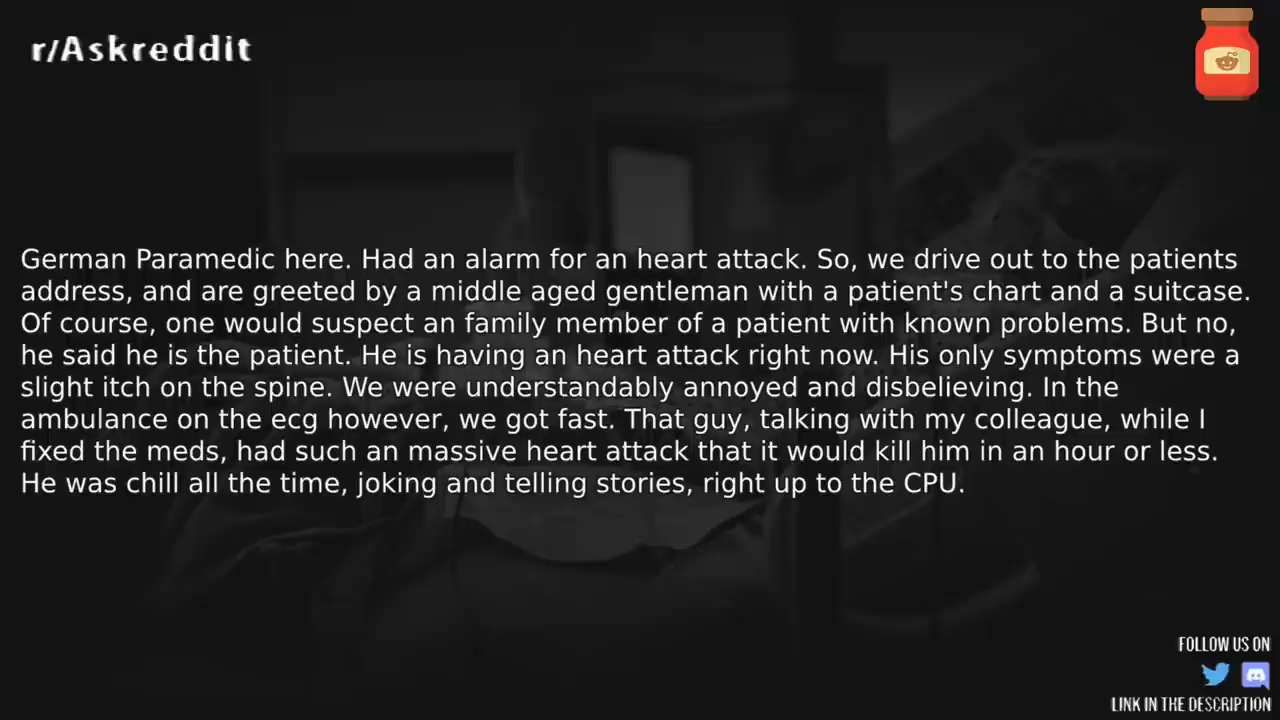 r/Askreddit
German Paramedic here. Had an alarm for an heart attack. So, we drive out to the patients
address, and are greeted by a middle aged gentleman with a patient's chart and a suitcase.
Of course, one would suspect an family member of a patient with known problems. But no,
he said he is the patient. He is having an heart attack right now. His only symptoms were a
slight itch on the spine. We were understandably annoyed and disbelieving. In the
ambulance on the ecg however, we got fast. That guy, talking with my colleague, while I
fixed the meds, had such an massive heart attack that it would kill him in an hour or less.
He was chill all the time, joking and telling stories, right up to the CPU.
FOLLOW US ON
LINK IN THE DESCRIPTION